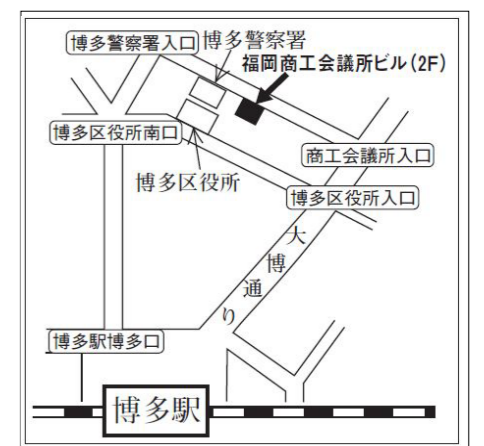 博多警察署入口
博多警察署
福岡商工会議所ビル(2F)
博多区役所南口
博多区役所
商工会議所入口
博多区役所入口
大博通り
博多駅博多口
博多駅